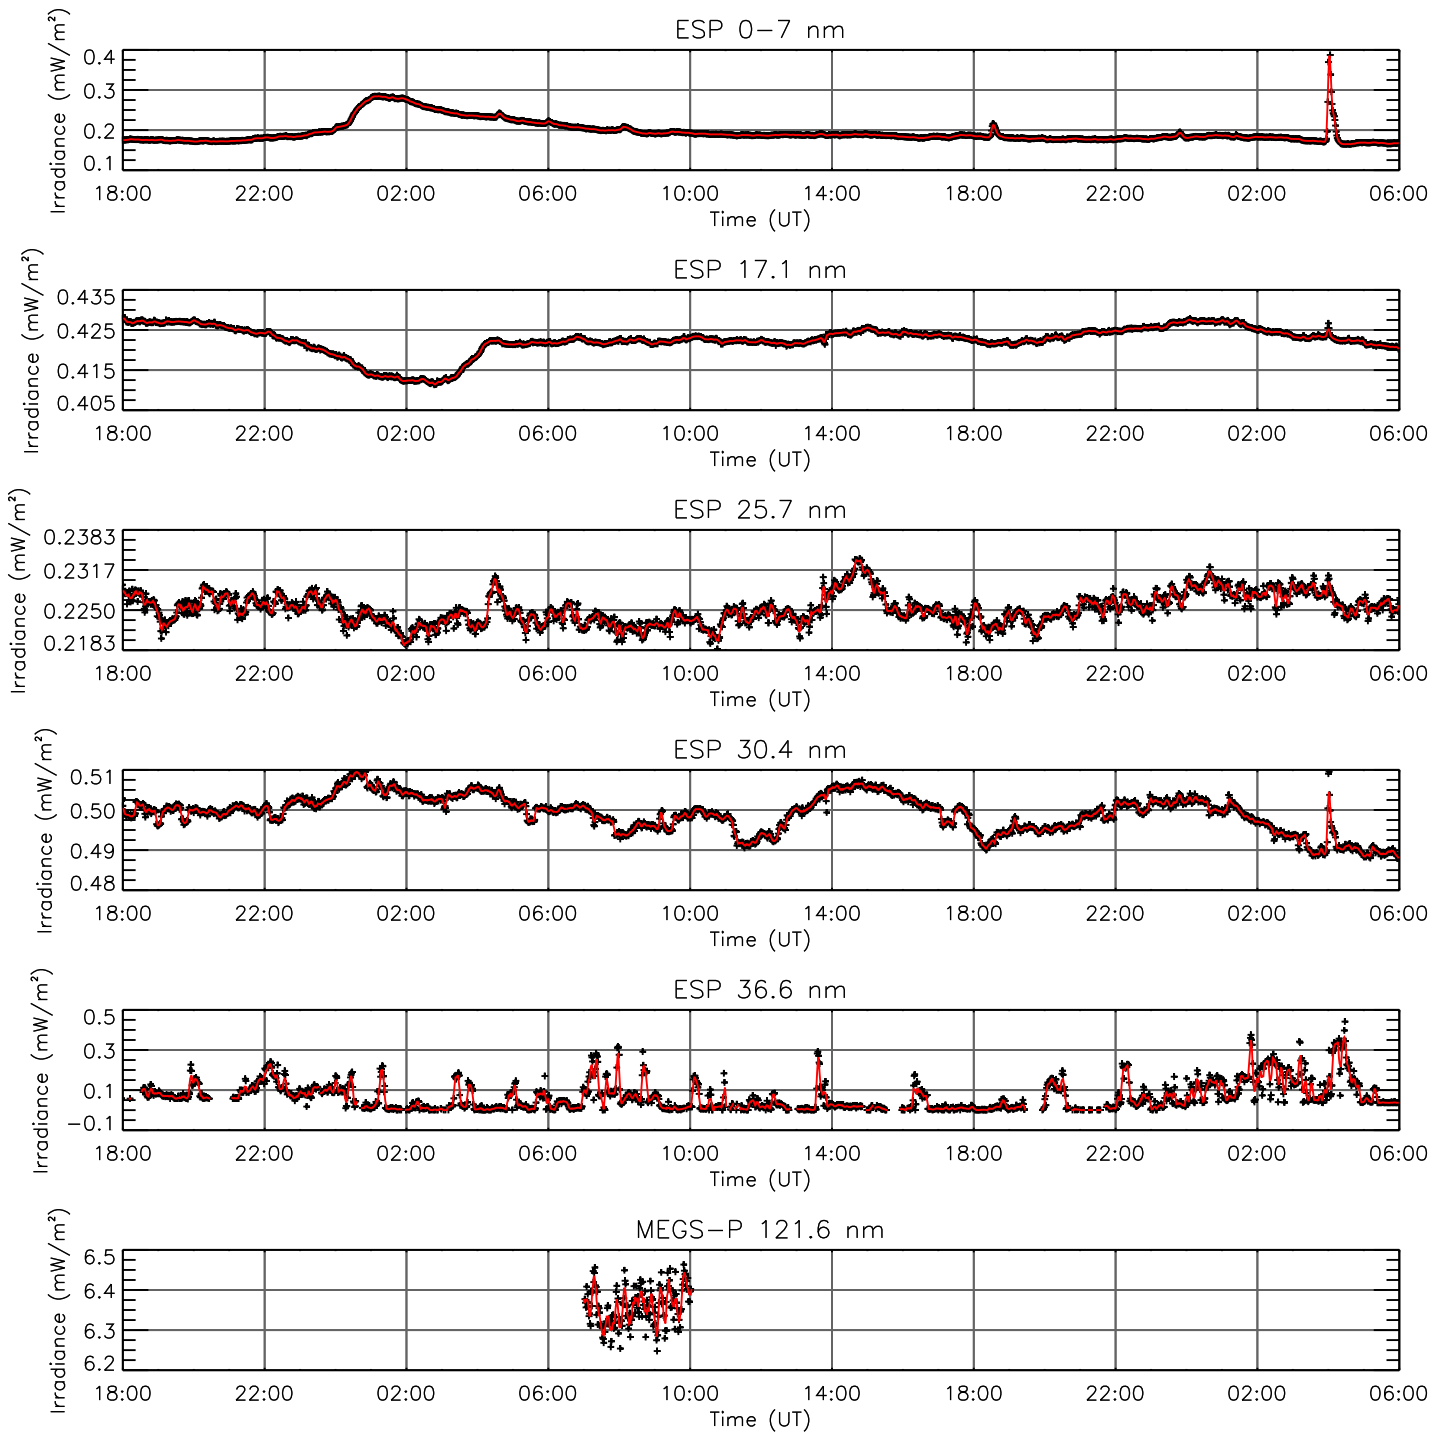 ESP 0−7 nm
Irradiance (mW/m²)
0.4
0.3
0.2
0.1
18:00 22:00 02:00 06:00 10:00 14:00 18:00 22:00 02:00 06:00
Time (UT)
ESP 17.1 nm
Irradiance (mW/m²)
0.435
0.425
0.415
0.405
18:00 22:00 02:00 06:00 10:00 14:00 18:00 22:00 02:00 06:00
Time (UT)
ESP 25.7 nm
Irradiance (mW/m²)
0.2383
0.2317
0.2250
0.2183
18:00 22:00 02:00 06:00 10:00 14:00 18:00 22:00 02:00 06:00
Time (UT)
ESP 30.4 nm
Irradiance (mW/m²)
0.51
0.50
0.49
0.48
18:00 22:00 02:00 06:00 10:00 14:00 18:00 22:00 02:00 06:00
Time (UT)
ESP 36.6 nm
Irradiance (mW/m²)
0.5
0.3
0.1
−0.1
18:00 22:00 02:00 06:00 10:00 14:00 18:00 22:00 02:00 06:00
Time (UT)
MEGS−P 121.6 nm
Irradiance (mW/m²)
6.5
6.4
6.3
6.2
18:00 22:00 02:00 06:00 10:00 14:00 18:00 22:00 02:00 06:00
Time (UT)